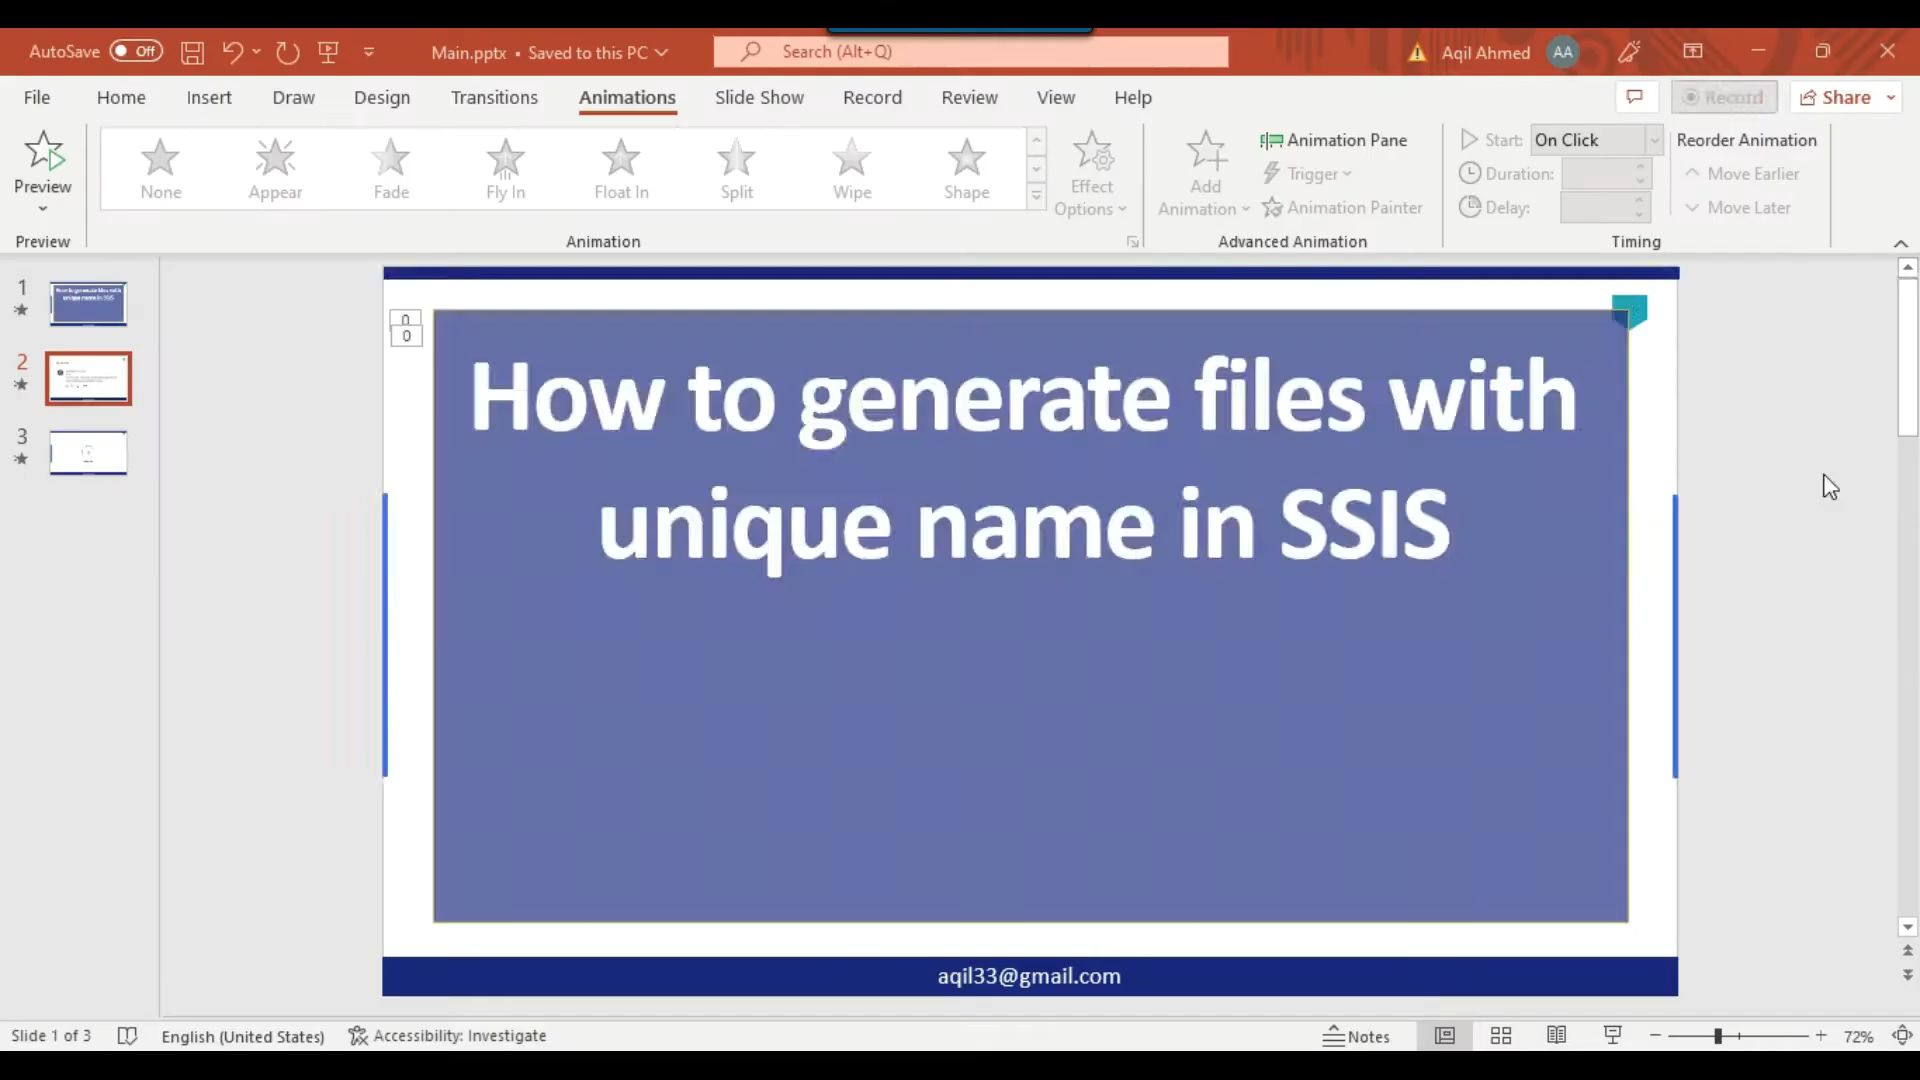 AutoSave Off Main.pptx • Saved to this PC Search (Alt+Q) Aqil Ahmed AA
File Home Insert Draw Design Transitions Animations Slide Show Record Review View Help Record Share
Preview None Appear Fade Fly In Float In Split Wipe Shape Effect Options Add Animation
Animation Pane
Trigger
Animation Painter
Start: On Click
Duration:
Delay:
Reorder Animation
Move Earlier
Move Later
Preview Animation Advanced Animation Timing
1
2
3
0
0
How to generate files with
unique name in SSIS
aqil33@gmail.com
Slide 1 of 3 English (United States) Accessibility: Investigate Notes 72%